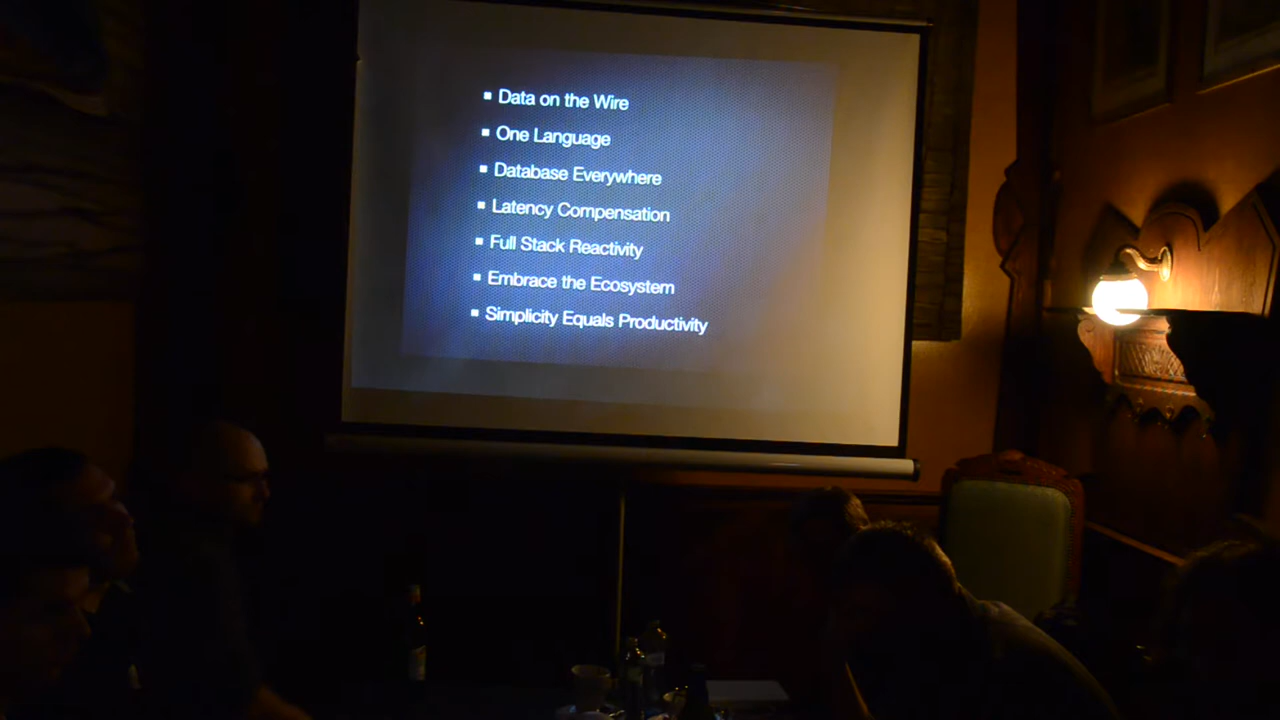 Data on the Wire
One Language
Database Everywhere
Latency Compensation
Full Stack Reactivity
Embrace the Ecosystem
Simplicity Equals Productivity